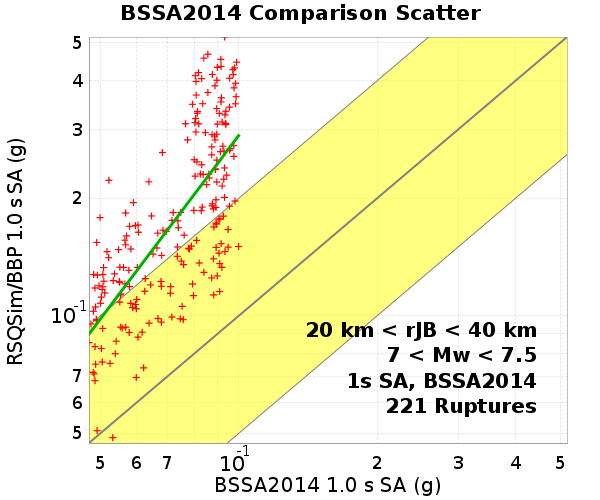 BSSA2014 Comparison Scatter
RSQSim/BBP 1.0 s SA (g)
5
4
3
2
10-1
7
6
5
20 km < rJB < 40 km
7 < Mw < 7.5
1s SA, BSSA2014
221 Ruptures
5 6 7 10-1 2 3 4 5
BSSA2014 1.0 s SA (g)